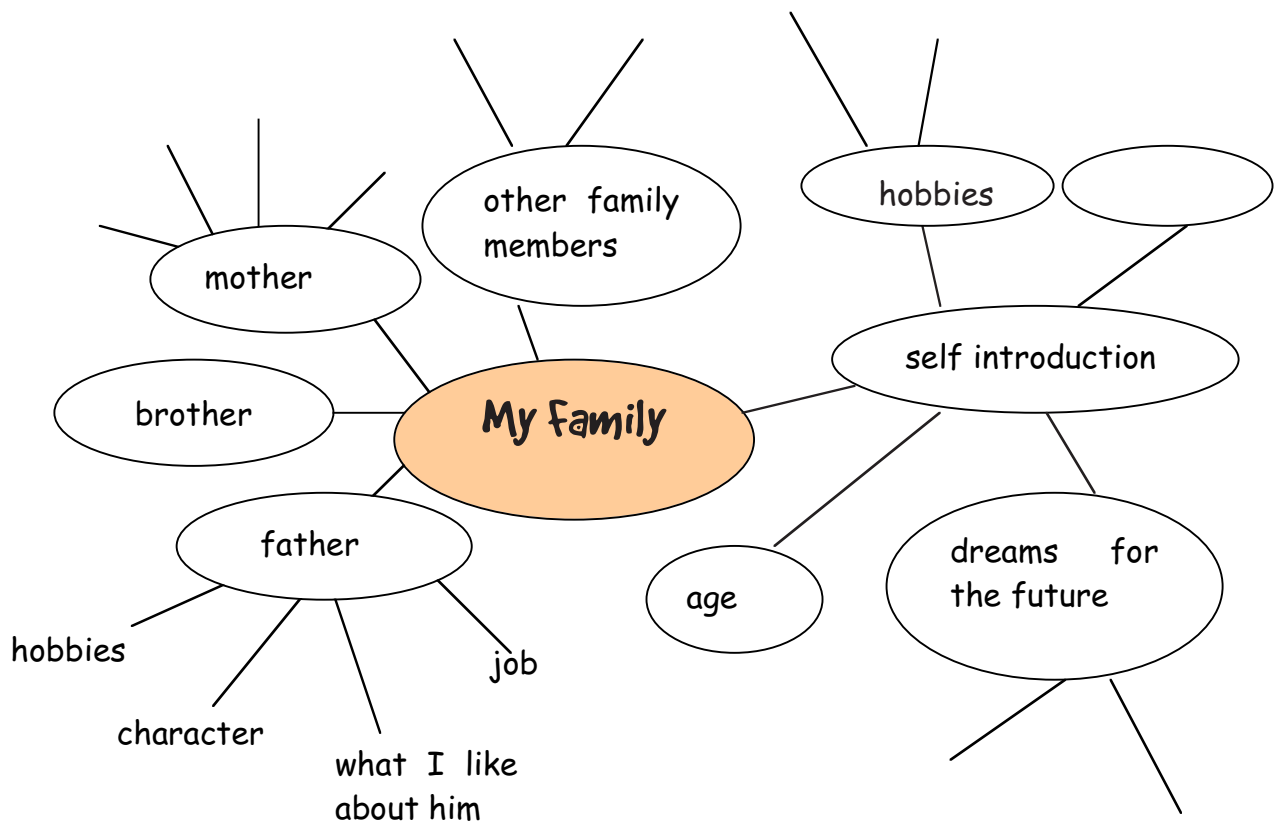 hobbies
other family
members
mother
self introduction
brother
My Family
father
dreams for
the future
age
hobbies
job
character
what I like
about him